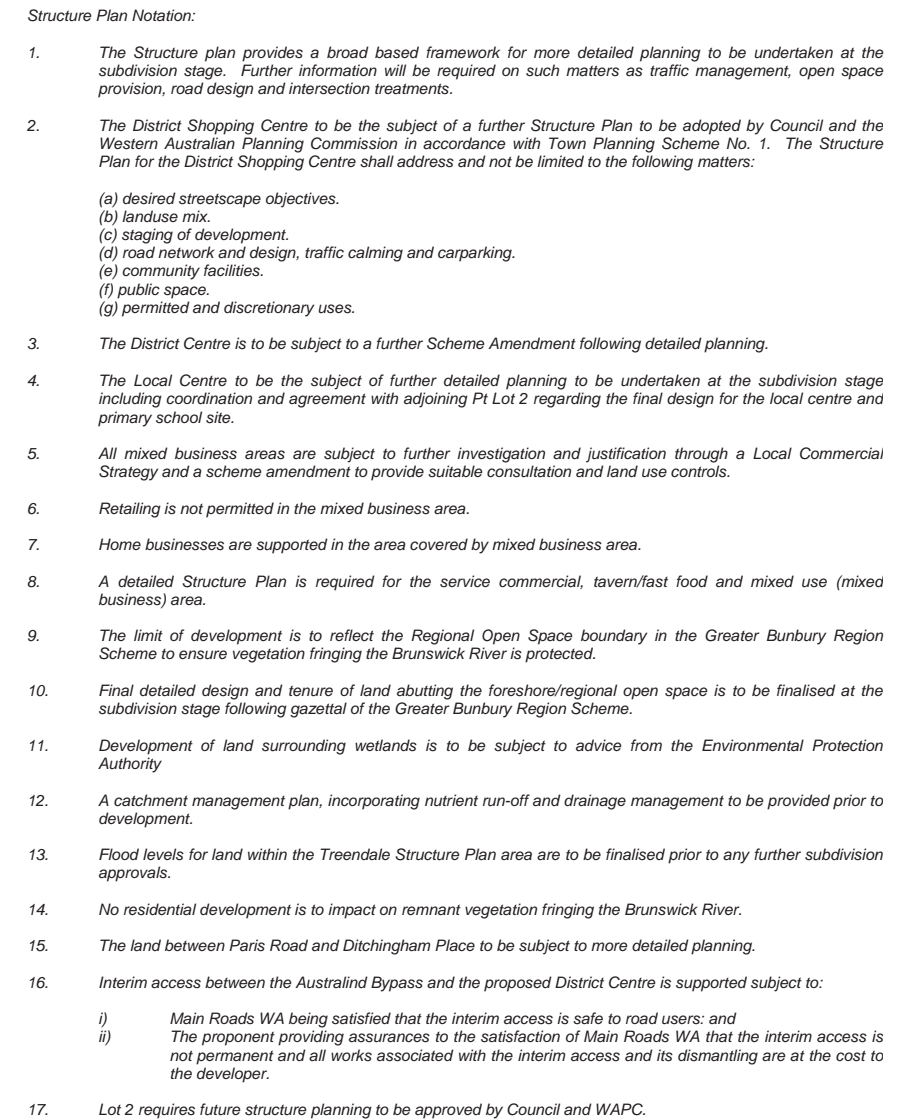 Structure Plan Notation:
1. The Structure plan provides a broad based framework for more detailed planning to be undertaken at the
subdivision stage. Further information will be required on such matters as traffic management, open space
provision, road design and intersection treatments.
2. The District Shopping Centre to be the subject of a further Structure Plan to be adopted by Council and the
Western Australian Planning Commission in accordance with Town Planning Scheme No. 1. The Structure
Plan for the District Shopping Centre shall address and not be limited to the following matters:
(a) desired streetscape objectives.
(b) landuse mix.
(c) staging of development.
(d) road network and design, traffic calming and carparking.
(e) community facilities.
(f) public space.
(g) permitted and discretionary uses.
3. The District Centre is to be subject to a further Scheme Amendment following detailed planning.
4. The Local Centre to be the subject of further detailed planning to be undertaken at the subdivision stage
including coordination and agreement with adjoining Pt Lot 2 regarding the final design for the local centre and
primary school site.
5. All mixed business areas are subject to further investigation and justification through a Local Commercial
Strategy and a scheme amendment to provide suitable consultation and land use controls.
6. Retailing is not permitted in the mixed business area.
7. Home businesses are supported in the area covered by mixed business area.
8. A detailed Structure Plan is required for the service commercial, tavern/fast food and mixed use (mixed
business) area.
9. The limit of development is to reflect the Regional Open Space boundary in the Greater Bunbury Region
Scheme to ensure vegetation fringing the Brunswick River is protected.
10. Final detailed design and tenure of land abutting the foreshore/regional open space is to be finalised at the
subdivision stage following gazettal of the Greater Bunbury Region Scheme.
11. Development of land surrounding wetlands is to be subject to advice from the Environmental Protection
Authority
12. A catchment management plan, incorporating nutrient run-off and drainage management to be provided prior to
development.
13. Flood levels for land within the Treendale Structure Plan area are to be finalised prior to any further subdivision
approvals.
14. No residential development is to impact on remnant vegetation fringing the Brunswick River.
15. The land between Paris Road and Ditchingham Place to be subject to more detailed planning.
16. Interim access between the Australind Bypass and the proposed District Centre is supported subject to:
i) Main Roads WA being satisfied that the interim access is safe to road users: and
ii) The proponent providing assurances to the satisfaction of Main Roads WA that the interim access is
not permanent and all works associated with the interim access and its dismantling are at the cost to
the developer.
17. Lot 2 requires future structure planning to be approved by Council and WAPC.